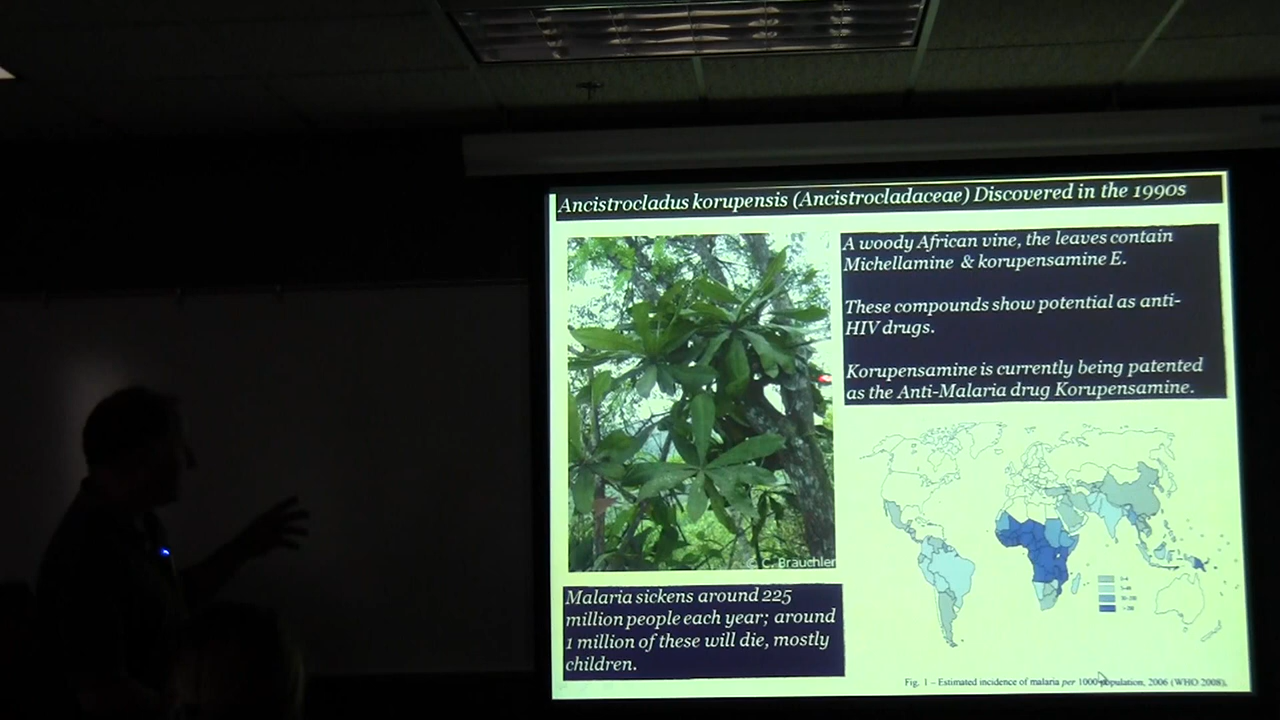 Ancistrocladus korupensis (Ancistrocladaceae) Discovered in the 1990s
A woody African vine, the leaves contain
Michellamine & korupensamine E.
These compounds show potential as anti-
HIV drugs.
Korupensamine is currently being patented
as the Anti-Malaria drug Korupensamine.
C. Brauchler
Malaria sickens around 225
million people each year; around
1 million of these will die, mostly
children.
Fig. 1 – Estimated incidence of malaria per 1000 population, 2006 (WHO 2008).